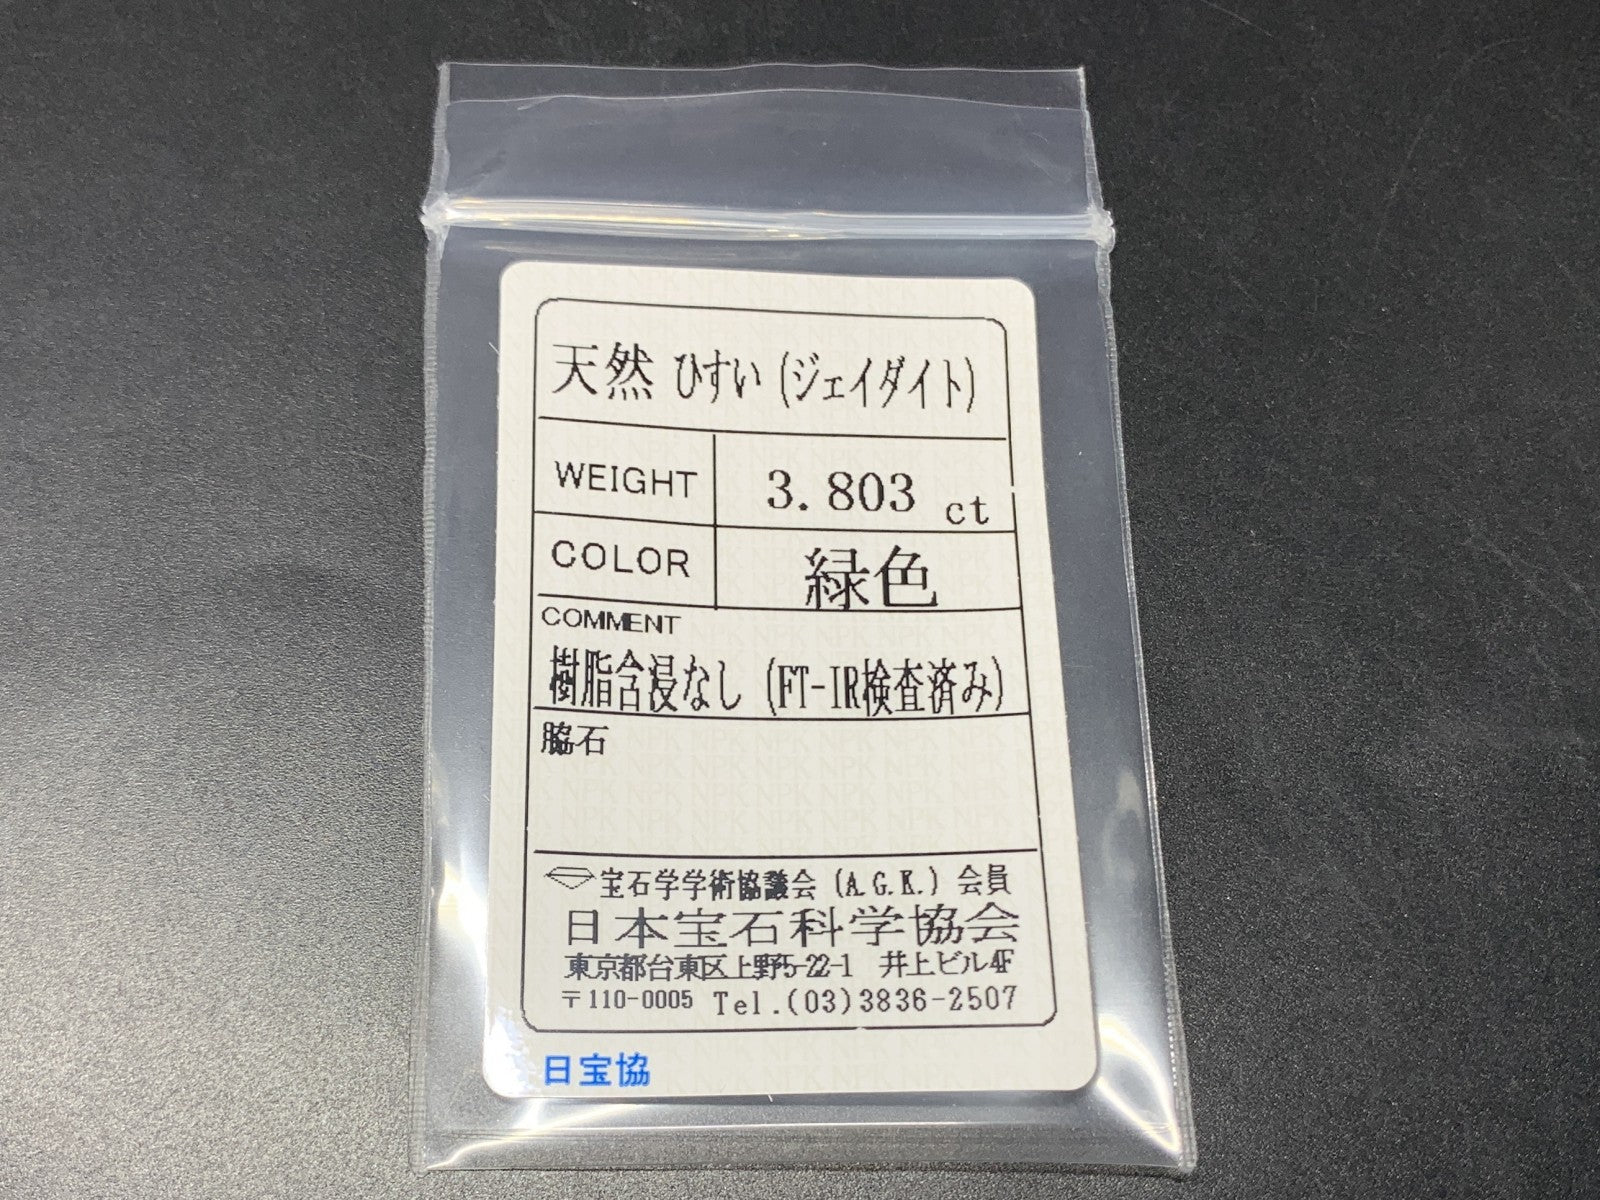 天然 ひすい (ジェイダイト)
WEIGHT 3.803 ct
COLOR 緑色
COMMENT
樹脂含浸なし (FT-IR検査済み)
脇石
宝石学学術協議会 (A.G.K.) 会員
日本宝石科学協会
東京都台東区上野5-22-1 井上ビル4F
〒110-0005 Tel.(03)3836-2507
日宝協